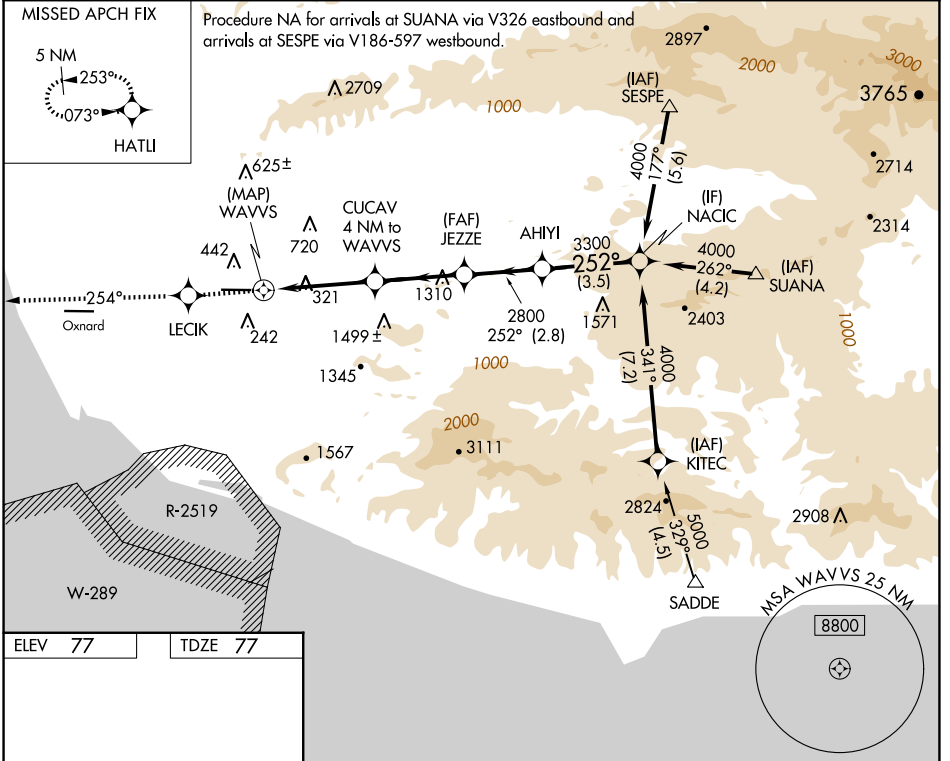 MISSED APCH FIX
5 NM
253°
073°
HATLI
Procedure NA for arrivals at SUANA via V326 eastbound and
arrivals at SESPE via V186-597 westbound.
2897
2000
3000
3765
2709
1000
(IAF)
SESPE
4000
177°
(5.6)
2714
2314
625±
(MAP)
WAVVS
442
720
CUCAV
4 NM to
WAVVS
(FAF)
JEZZE
AHIYI
3300
252°
(3.5)
(IF)
NACIC
4000
262°
(4.2)
(IAF)
SUANA
254°
Oxnard
LECIK
321
1310
242
1499±
2800
252° (2.8)
1571
2403
1000
1345
1000
4000
341°
(7.2)
2000
3111
1567
(IAF)
KITEC
2824
5000
329°
(4.5)
2908
SADDE
R-2519
W-289
MSA WAVVS 25 NM
8800
ELEV 77
TDZE 77